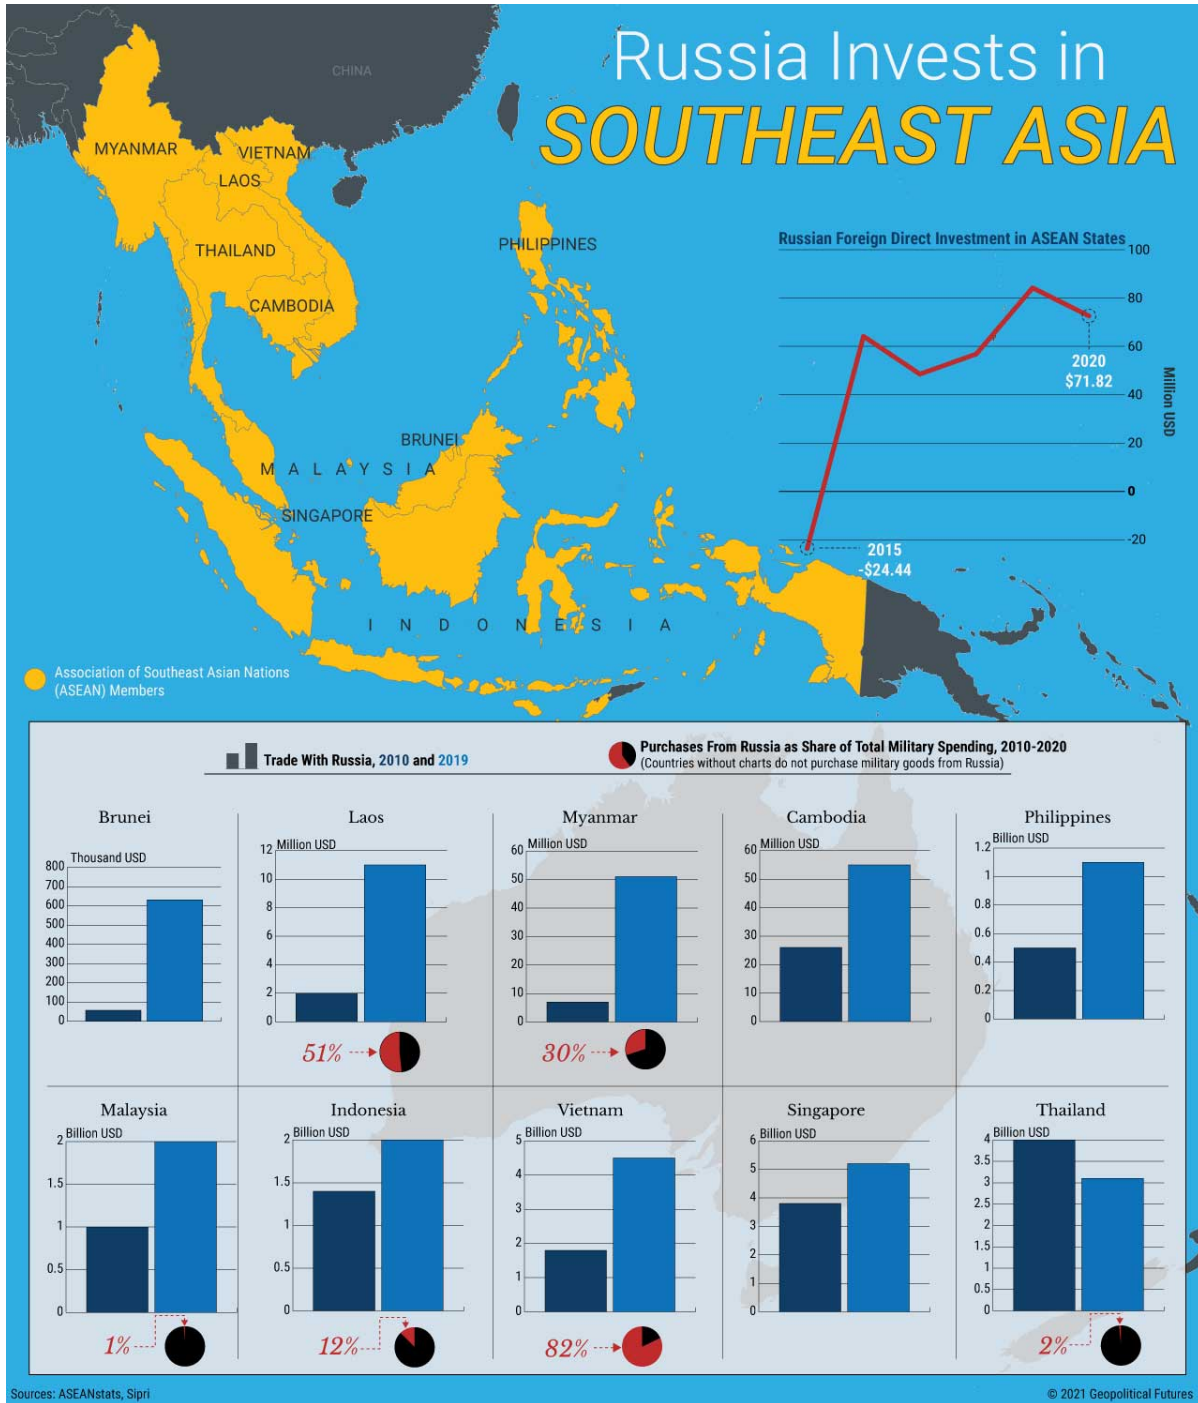 Russia Invests in
SOUTHEAST ASIA
CHINA
MYANMAR
VIETNAM
LAOS
THAILAND
CAMBODIA
PHILIPPINES
BRUNEI
MALAYSIA
SINGAPORE
INDONESIA
Russian Foreign Direct Investment in ASEAN States
100
80
60
40
20
0
-20
Million USD
2020
$71.82
2015
-$24.44
Association of Southeast Asian Nations
(ASEAN) Members
Trade With Russia, 2010 and 2019
Purchases From Russia as Share of Total Military Spending, 2010-2020
(Countries without charts do not purchase military goods from Russia)
Brunei
Thousand USD
800
700
600
500
400
300
200
100
0
Laos
Million USD
12
10
8
6
4
2
0
51%
Myanmar
Million USD
60
50
40
30
20
10
0
30%
Cambodia
Million USD
60
50
40
30
20
10
0
Philippines
Billion USD
1.2
1
0.8
0.6
0.4
0.2
0
Malaysia
Billion USD
2
1.5
1
0.5
0
1%
Indonesia
Billion USD
2
1.5
1
0.5
0
12%
Vietnam
Billion USD
5
4
3
2
1
0
82%
Singapore
Billion USD
6
5
4
3
2
1
0
Thailand
Billion USD
4
3.5
3
2.5
2
1.5
1
0.5
0
2%
Sources: ASEANstats, Sipri
© 2021 Geopolitical Futures